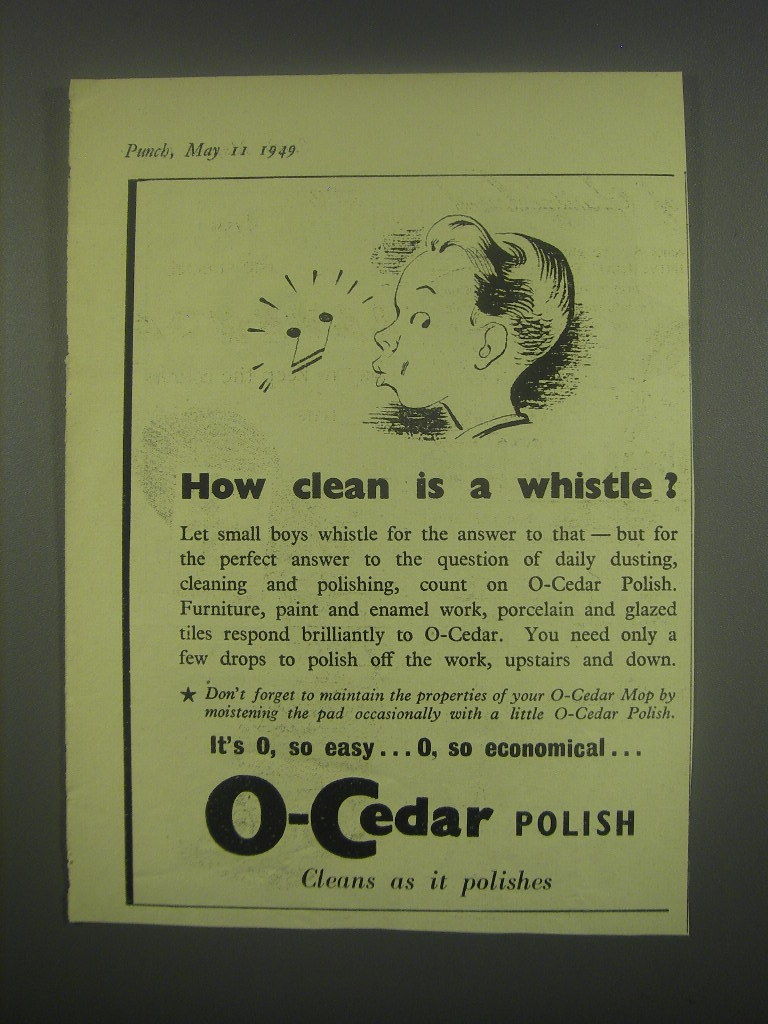 Punch, May 11 1949
How clean is a whistle?
Let small boys whistle for the answer to that — but for
the perfect answer to the question of daily dusting,
cleaning and polishing, count on O-Cedar Polish.
Furniture, paint and enamel work, porcelain and glazed
tiles respond brilliantly to O-Cedar. You need only a
few drops to polish off the work, upstairs and down.
★ Don't forget to maintain the properties of your O-Cedar Mop by
moistening the pad occasionally with a little O-Cedar Polish.
It's O, so easy...O, so economical...
O-Cedar POLISH
Cleans as it polishes